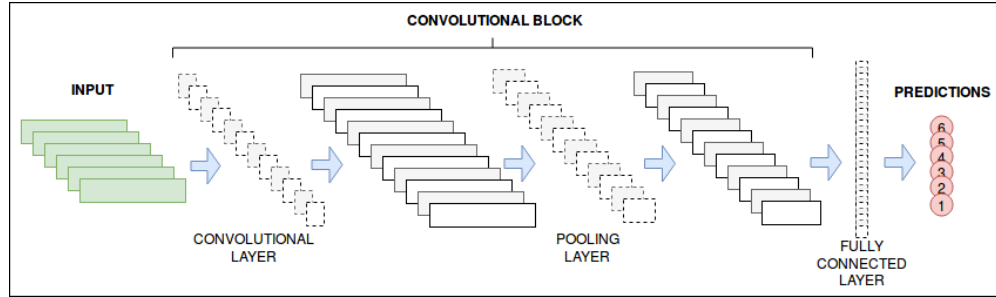 CONVOLUTIONAL BLOCK
INPUT
PREDICTIONS
6
5
4
3
2
1
CONVOLUTIONAL
LAYER
POOLING
LAYER
FULLY
CONNECTED
LAYER